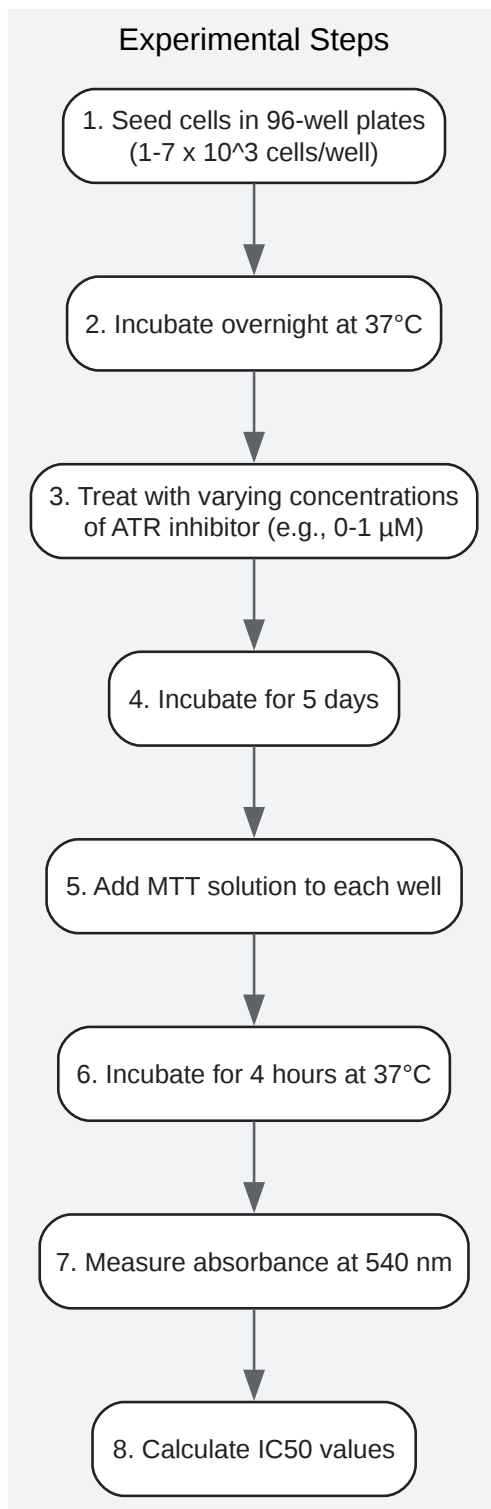 Experimental Steps
1. Seed cells in 96-well plates
(1-7 x 10^3 cells/well)
2. Incubate overnight at 37°C
3. Treat with varying concentrations
of ATR inhibitor (e.g., 0-1 µM)
4. Incubate for 5 days
5. Add MTT solution to each well
6. Incubate for 4 hours at 37°C
7. Measure absorbance at 540 nm
8. Calculate IC50 values